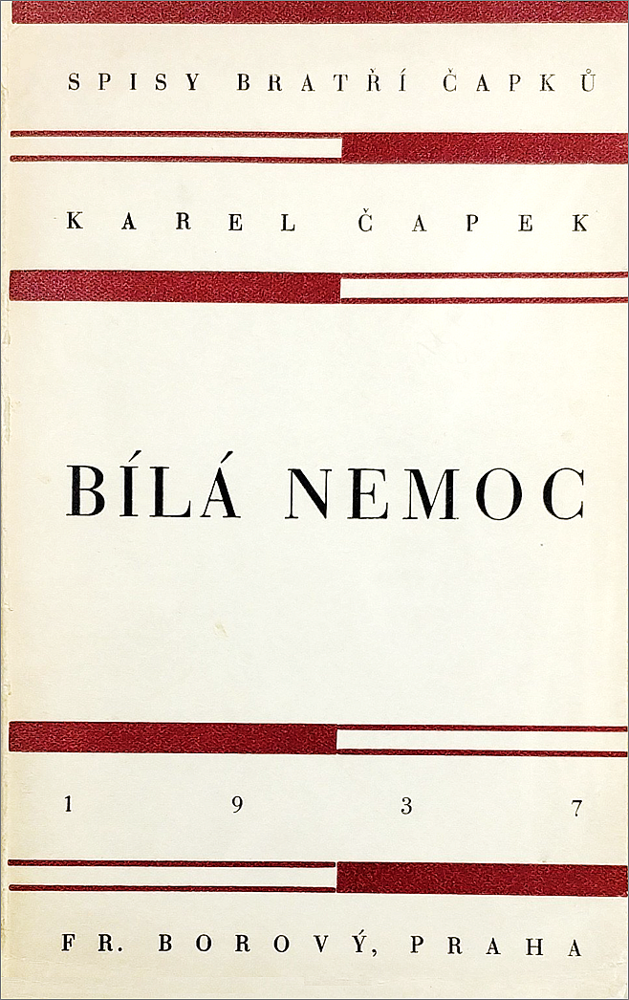 SPISY BRATŘÍ ČAPKŮ
KAREL ČAPEK
BÍLÁ NEMOC
1937
FR. BOROVÝ, PRAHA